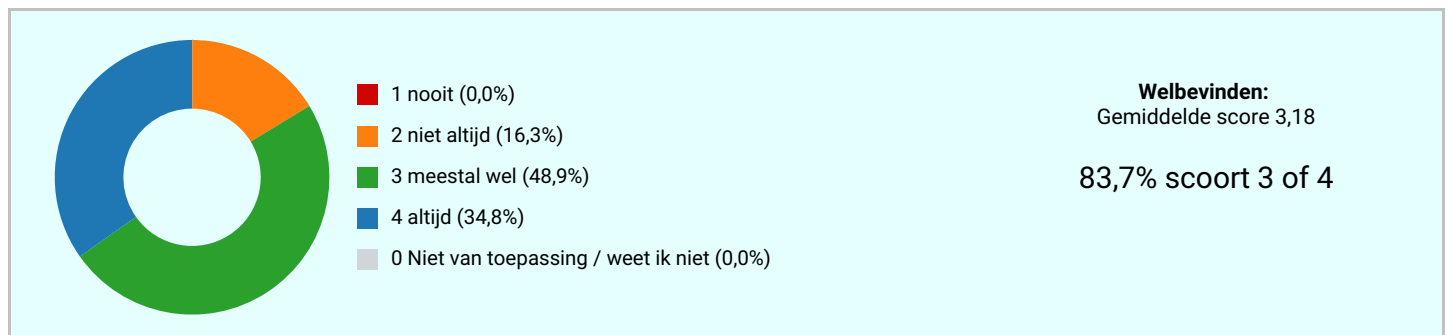 1 nooit (0,0%)
2 niet altijd (16,3%)
3 meestal wel (48,9%)
4 altijd (34,8%)
0 Niet van toepassing / weet ik niet (0,0%)
Welbevinden:
Gemiddelde score 3,18
83,7% scoort 3 of 4